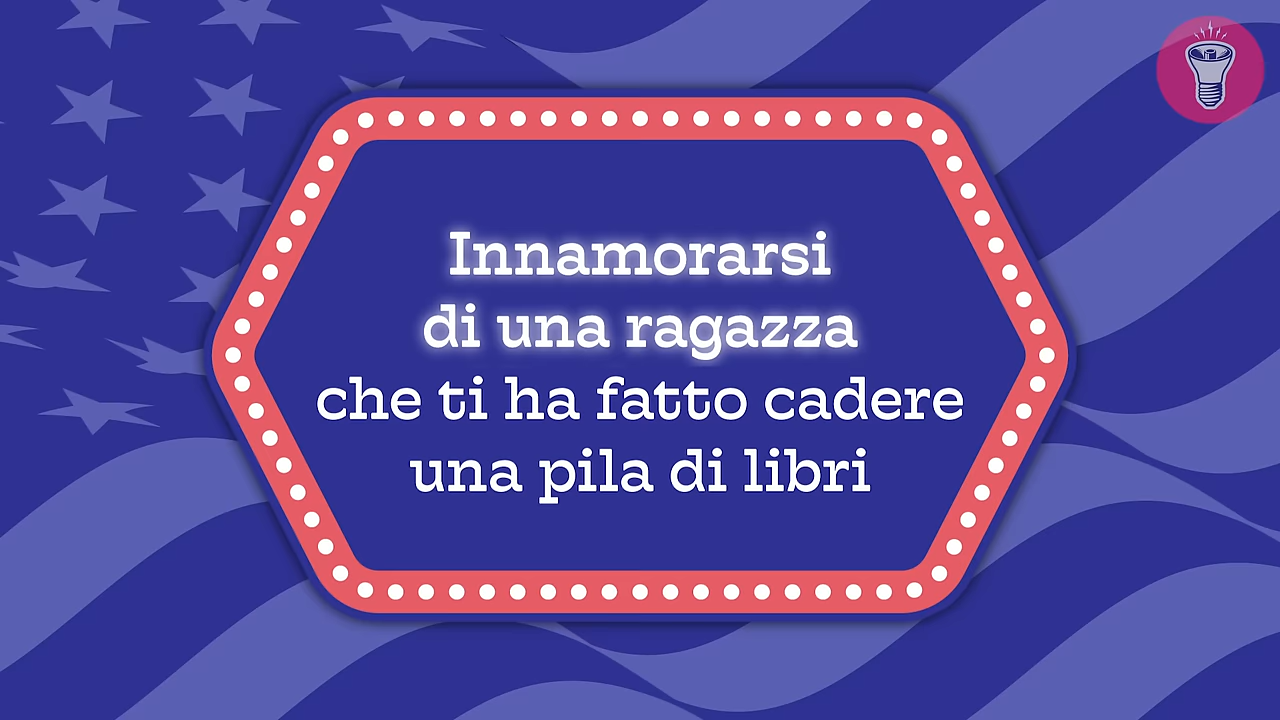 Innamorarsi
di una ragazza
che ti ha fatto cadere
una pila di libri